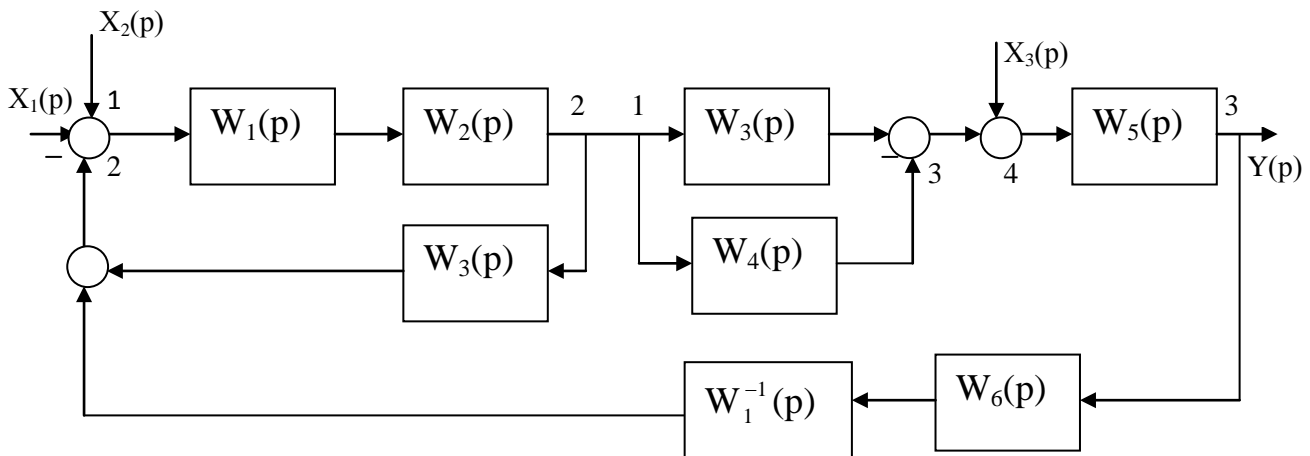 X₂(p)
X₃(p)
X₁(p) 1 W₁(p) W₂(p) 2 1 W₃(p) W₅(p) 3
− 2 − 3 4 Y(p)
W₃(p) W₄(p)
W₁⁻¹(p) W₆(p)